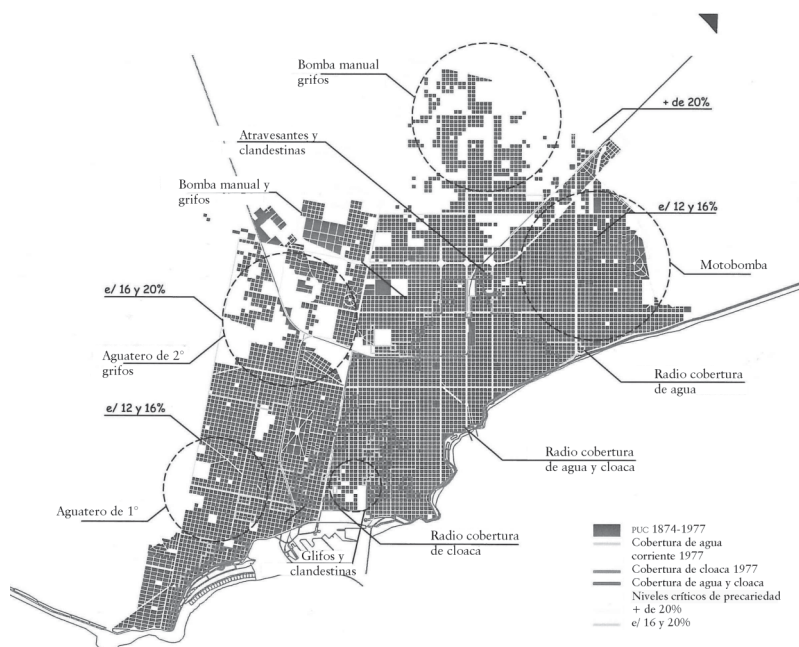 Bomba manual
grifos
+ de 20%
Atravesantes y
clandestinas
Bomba manual y
grifos
e/ 12 y 16%
Motobomba
e/ 16 y 20%
Aguatero de 2°
grifos
Radio cobertura
de agua
e/ 12 y 16%
Radio cobertura
de agua y cloaca
Aguatero de 1°
Radio cobertura
de cloaca
Glifos y
clandestinas
PUC 1874-1977
Cobertura de agua
corriente 1977
Cobertura de cloaca 1977
Cobertura de agua y cloaca
Niveles críticos de precariedad
+ de 20%
e/ 16 y 20%